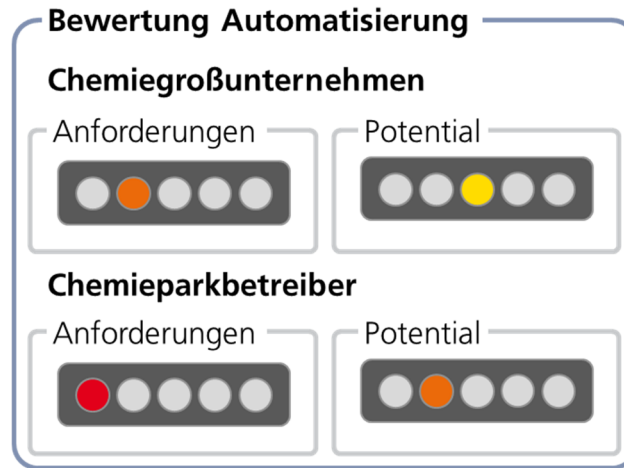 Bewertung Automatisierung
Chemiegroßunternehmen
Anforderungen
Potential
Chemieparkbetreiber
Anforderungen
Potential